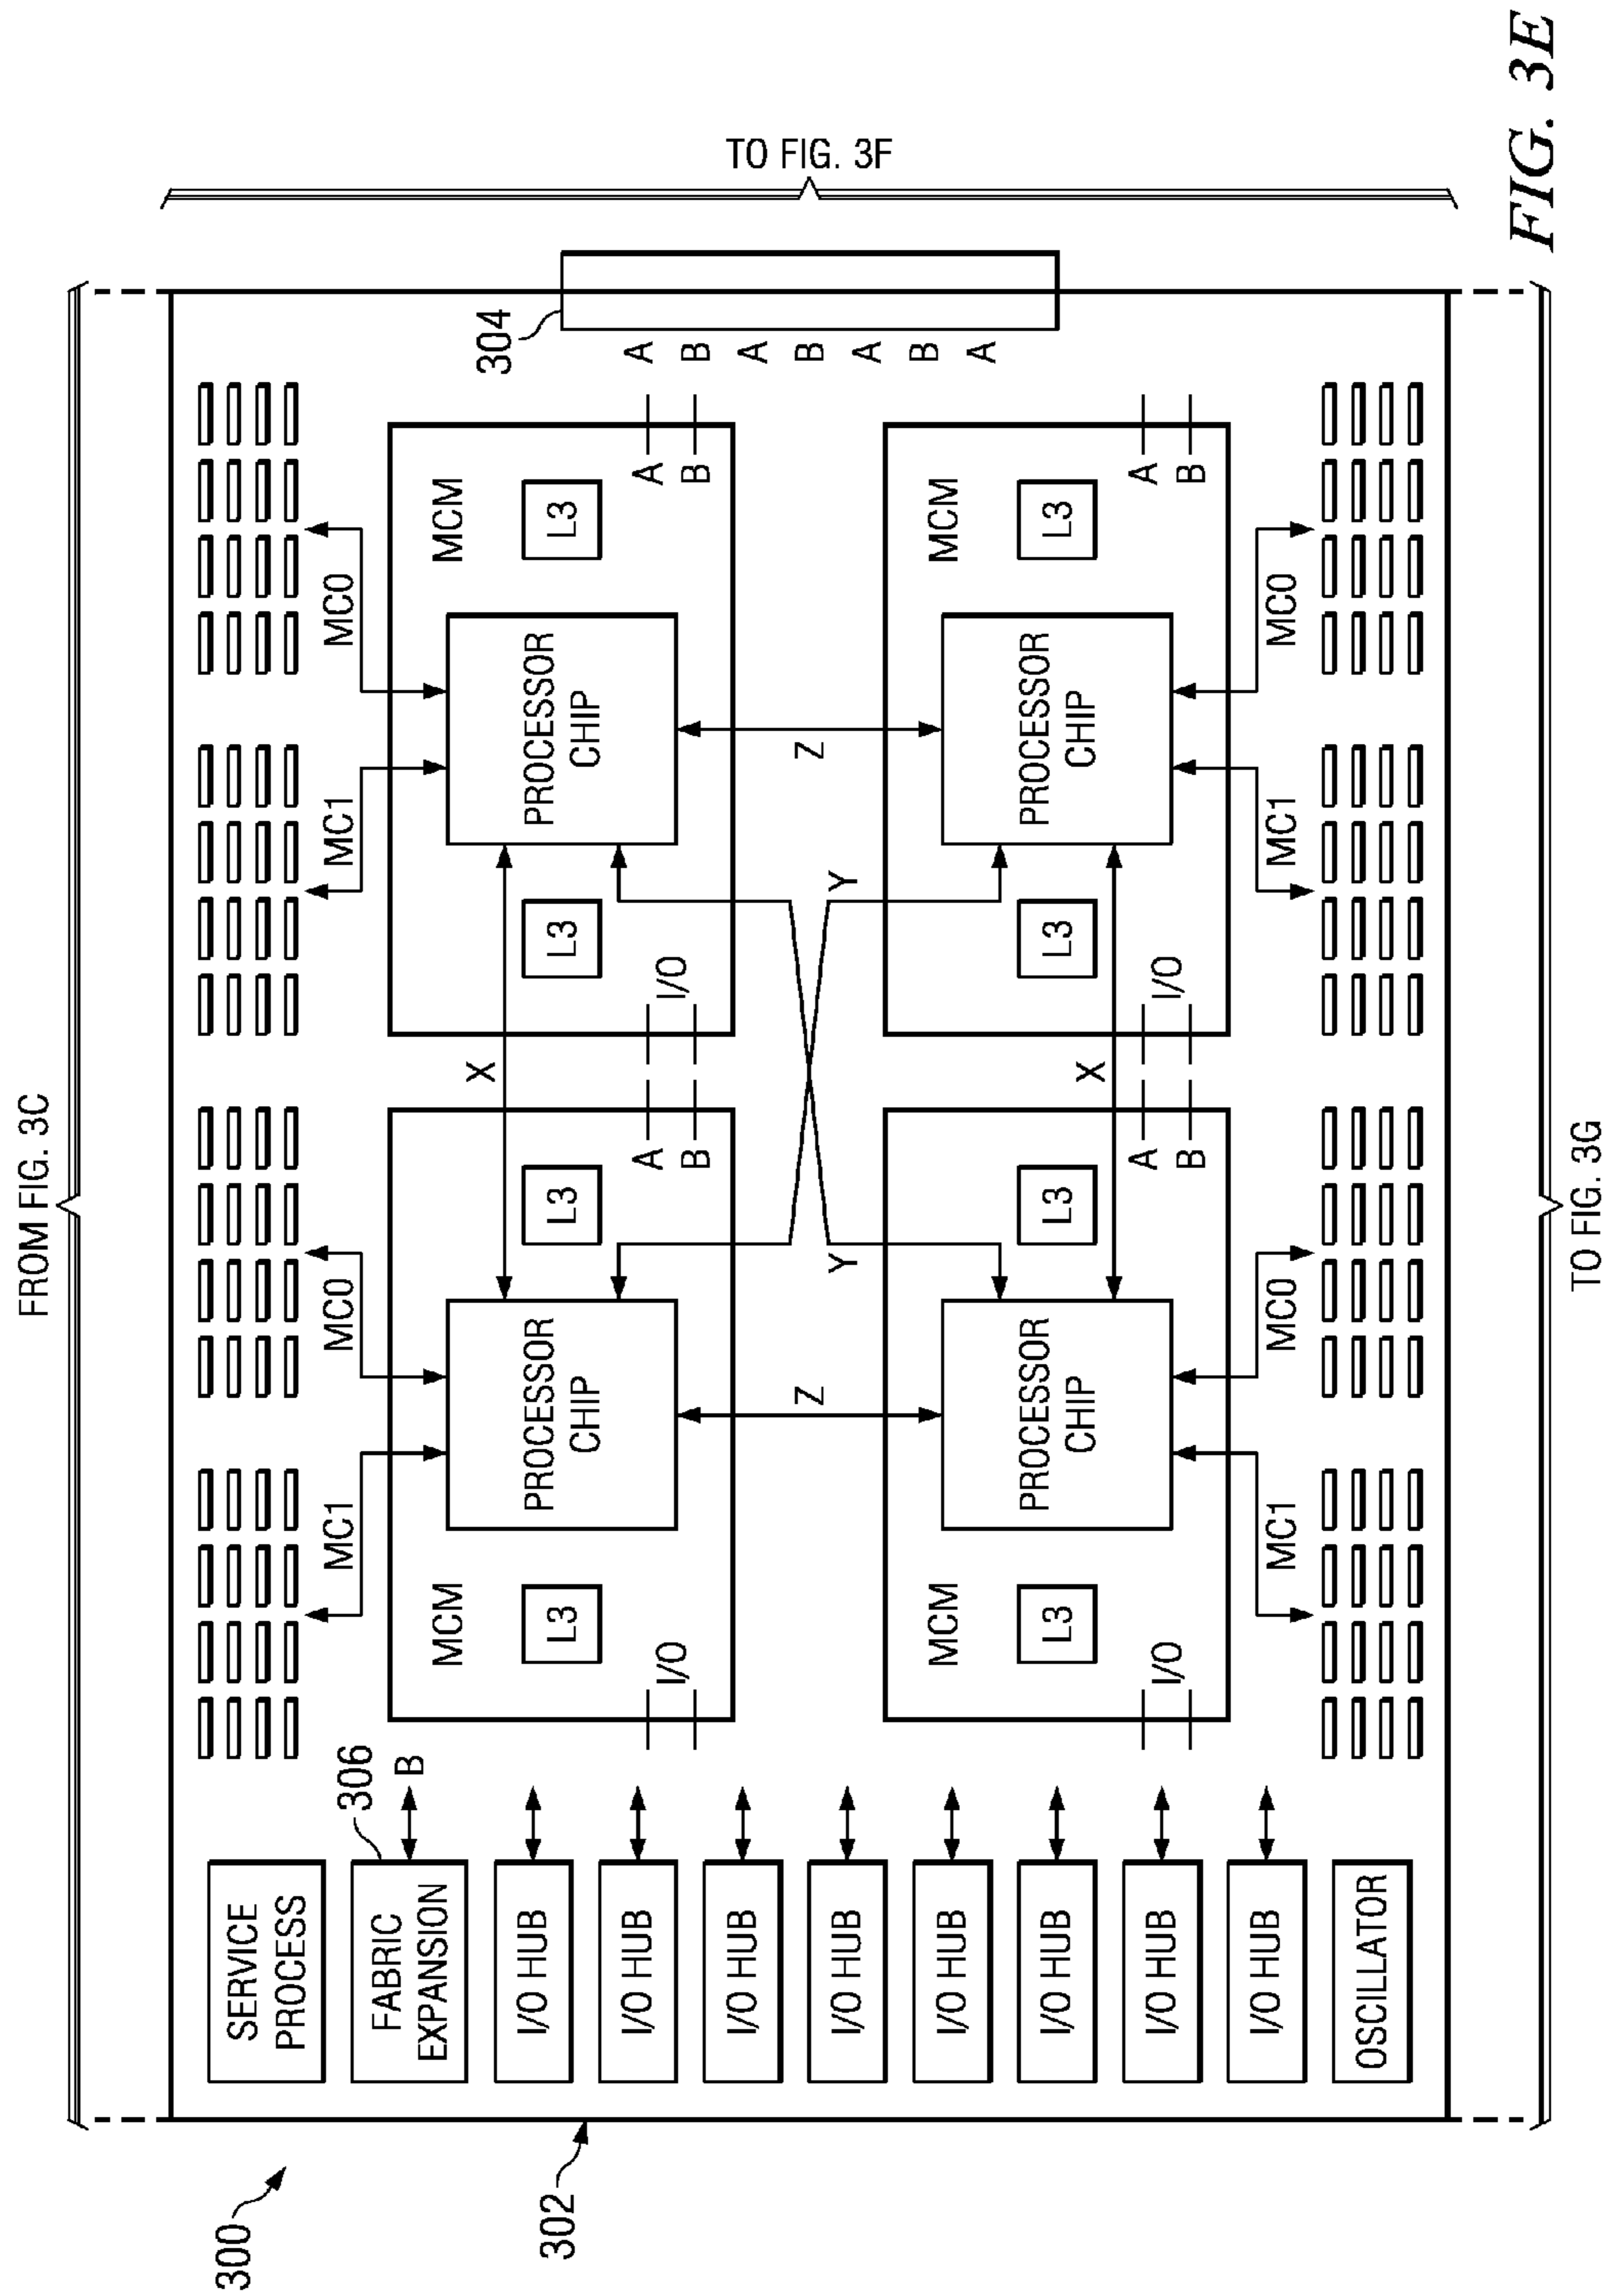 FROM FIG. 3C
300
302
SERVICE
PROCESS
FABRIC
EXPANSION
306
B
I/O HUB
I/O HUB
I/O HUB
I/O HUB
I/O HUB
I/O HUB
I/O HUB
I/O HUB
OSCILLATOR
MC1
MC0
MC1
MC0
MCM
L3
PROCESSOR
CHIP
L3
I/O
A
B
X
MCM
L3
PROCESSOR
CHIP
L3
I/O
A
B
Z
Y
Y
Z
MCM
L3
PROCESSOR
CHIP
L3
I/O
A
B
X
MCM
L3
PROCESSOR
CHIP
L3
I/O
A
B
MC1
MC0
MC1
MC0
304
A
B
A
B
A
B
A
TO FIG. 3F
TO FIG. 3G
FIG. 3E